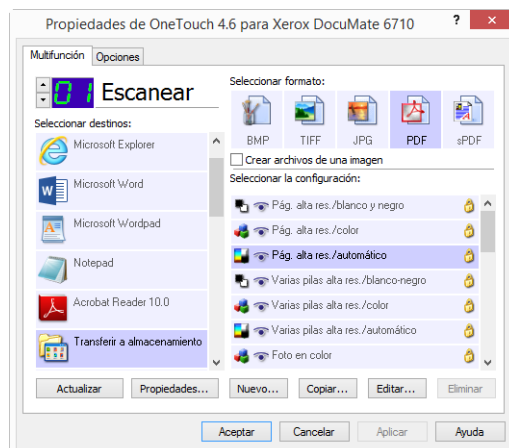 Propiedades de OneTouch 4.6 para Xerox DocuMate 6710
?
x
Multifunción
Opciones
01 Escanear
Seleccionar destinos:
Microsoft Explorer
Microsoft Word
Microsoft Wordpad
Notepad
Acrobat Reader 10.0
Transferir a almacenamiento
Actualizar
Propiedades...
Seleccionar formato:
BMP
TIFF
JPG
PDF
sPDF
Crear archivos de una imagen
Seleccionar la configuración:
Pág. alta res./blanco y negro
Pág. alta res./color
Pág. alta res./automático
Varias pilas alta res./blanco-negro
Varias pilas alta res./color
Varias pilas alta res./automático
Foto en color
Nuevo...
Copiar...
Editar...
Eliminar
Aceptar
Cancelar
Aplicar
Ayuda